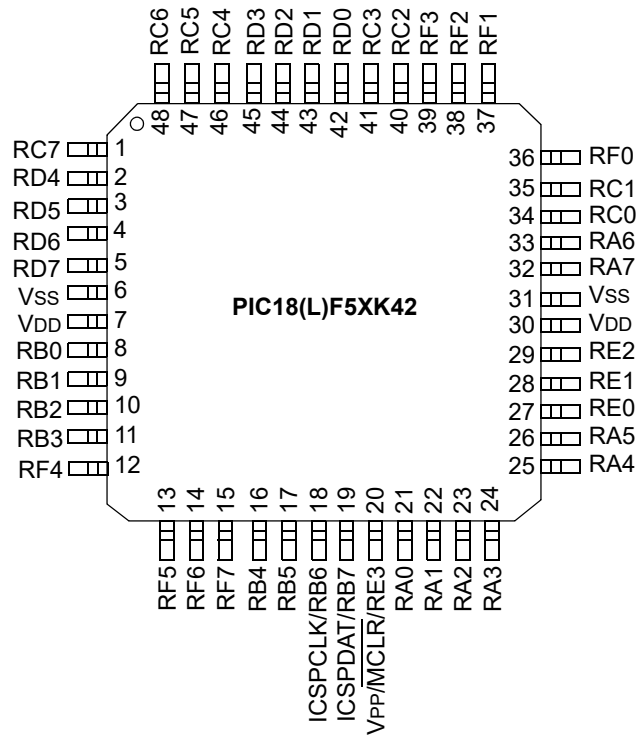 RC6 RC5 RC4 RD3 RD2 RD1 RD0 RC3 RC2 RF3 RF2 RF1
48 47 46 45 44 43 42 41 40 39 38 37
RC7 1
RD4 2
RD5 3
RD6 4
RD7 5
VSS 6
VDD 7
RB0 8
RB1 9
RB2 10
RB3 11
RF4 12
PIC18(L)F5XK42
36 RF0
35 RC1
34 RC0
33 RA6
32 RA7
31 VSS
30 VDD
29 RE2
28 RE1
27 RE0
26 RA5
25 RA4
13 14 15 16 17 18 19 20 21 22 23 24
RF5 RF6 RF7 RB4 RB5 ICSPCLK/RB6 ICSPDAT/RB7 VPP/MCLR/RE3 RA0 RA1 RA2 RA3